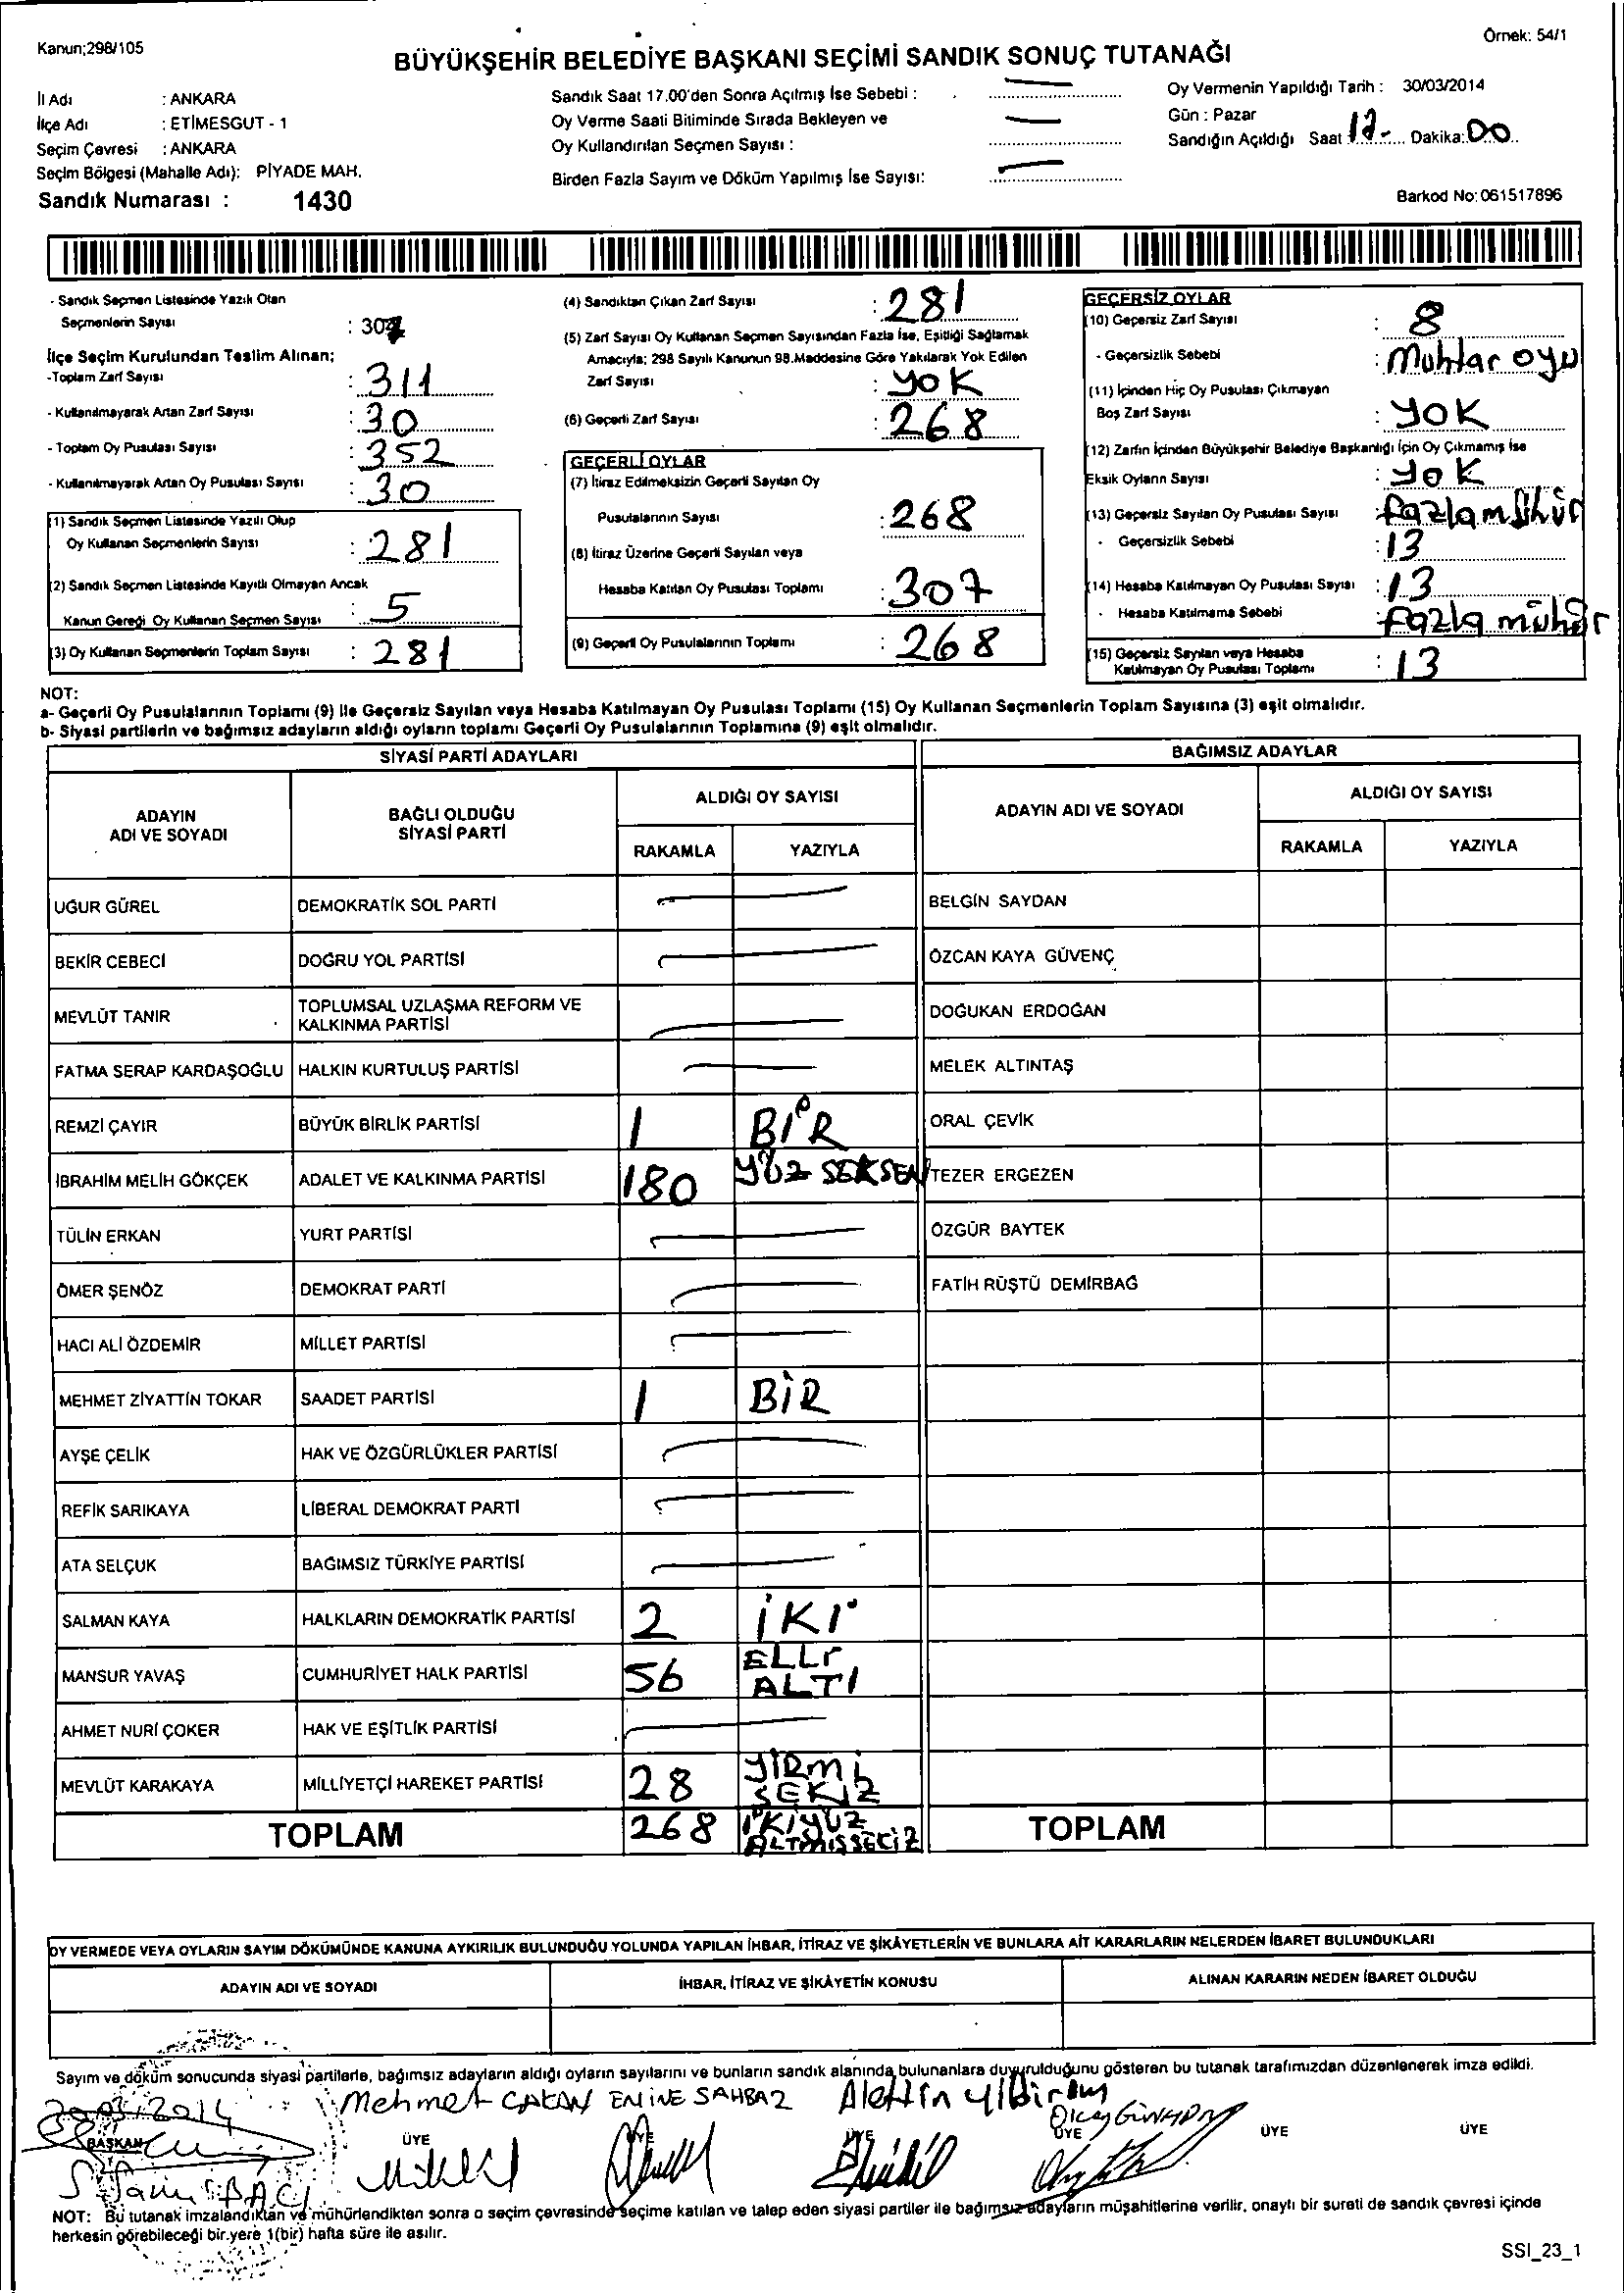 Kanun;298/105
Örnek: 54/1
BÜYÜKŞEHİR BELEDİYE BAŞKANI SEÇİMİ SANDIK SONUÇ TUTANAĞI
İl Adı : ANKARA
İlçe Adı : ETİMESGUT - 1
Seçim Çevresi : ANKARA
Seçim Bölgesi (Mahalle Adı): PİYADE MAH.
Sandık Numarası : 1430
Sandık Saat 17.00'den Sonra Açılmış İse Sebebi :
Oy Verme Saati Bitiminde Sırada Bekleyen ve
Oy Kullandırılan Seçmen Sayısı :
Birden Fazla Sayım ve Döküm Yapılmış İse Sayısı:
Oy Vermenin Yapıldığı Tarih : 30/03/2014
Gün : Pazar
Sandığın Açıldığı Saat Dakika: 00
Barkod No:061517896
- Sandık Seçmen Listesinde Yazılı Olan
Seçmenlerin Sayısı :
İlçe Seçim Kurulundan Teslim Alınan;
-Toplam Zarf Sayısı : 311
- Kullanılmayarak Artan Zarf Sayısı : 30
- Toplam Oy Pusulası Sayısı : 352
- Kullanılmayarak Artan Oy Pusulası Sayısı : 30
(1) Sandık Seçmen Listesinde Yazılı Olup
Oy Kullanan Seçmenlerin Sayısı : 281
(2) Sandık Seçmen Listesinde Kayıtlı Olmayan Ancak
Kanun Gereği Oy Kullanan Seçmen Sayısı : 5
(3) Oy Kullanan Seçmenlerin Toplam Sayısı : 281
(4) Sandıktan Çıkan Zarf Sayısı : 281
(5) Zarf Sayısı Oy Kullanan Seçmen Sayısından Fazla İse, Eşitliği Sağlamak
Amacıyla; 298 Sayılı Kanunun 98.Maddesine Göre Yakılarak Yok Edilen
Zarf Sayısı : YOK
(6) Geçerli Zarf Sayısı : 268
GEÇERLİ OYLAR
(7) İtiraz Edilmeksizin Geçerli Sayılan Oy
Pusulalarının Sayısı : 268
(8) İtiraz Üzerine Geçerli Sayılan veya
Hesaba Katılan Oy Pusulası Toplamı : 307
(9) Geçerli Oy Pusulalarının Toplamı : 268
GEÇERSİZ OYLAR
(10) Geçersiz Zarf Sayısı : 8
- Geçersizlik Sebebi : Muhtar oyu
(11) İçinden Hiç Oy Pusulası Çıkmayan
Boş Zarf Sayısı : YOK
(12) Zarfın İçinden Büyükşehir Belediye Başkanlığı İçin Oy Çıkmamış İse
Eksik Oyların Sayısı : YOK
(13) Geçersiz Sayılan Oy Pusulası Sayısı : fazla mühür
- Geçersizlik Sebebi : 13
(14) Hesaba Katılmayan Oy Pusulası Sayısı : 13
- Hesaba Katılmama Sebebi : fazla mühür
(15) Geçersiz Sayılan veya Hesaba
Katılmayan Oy Pusulası Toplamı : 13
NOT:
a- Geçerli Oy Pusulalarının Toplamı (9) ile Geçersiz Sayılan veya Hesaba Katılmayan Oy Pusulası Toplamı (15) Oy Kullanan Seçmenlerin Toplam Sayısına (3) eşit olmalıdır.
b- Siyasi partilerin ve bağımsız adayların aldığı oyların toplamı Geçerli Oy Pusulalarının Toplamına (9) eşit olmalıdır.
SİYASİ PARTİ ADAYLARI BAĞIMSIZ ADAYLAR
ADAYIN ADI VE SOYADI BAĞLI OLDUĞU SİYASİ PARTİ ALDIĞI OY SAYISI ADAYIN ADI VE SOYADI ALDIĞI OY SAYISI
RAKAMLA YAZIYLA RAKAMLA YAZIYLA
UĞUR GÜREL DEMOKRATİK SOL PARTİ BELGİN SAYDAN
BEKİR CEBECİ DOĞRU YOL PARTİSİ ÖZCAN KAYA GÜVENÇ
MEVLÜT TANIR TOPLUMSAL UZLAŞMA REFORM VE KALKINMA PARTİSİ DOĞUKAN ERDOĞAN
FATMA SERAP KARDAŞOĞLU HALKIN KURTULUŞ PARTİSİ MELEK ALTINTAŞ
REMZİ ÇAYIR BÜYÜK BİRLİK PARTİSİ 1 BİR ORAL ÇEVİK
İBRAHİM MELİH GÖKÇEK ADALET VE KALKINMA PARTİSİ 180 YÜZ SEKSEN TEZER ERGEZEN
TÜLİN ERKAN YURT PARTİSİ ÖZGÜR BAYTEK
ÖMER ŞENÖZ DEMOKRAT PARTİ FATİH RÜŞTÜ DEMİRBAĞ
HACI ALİ ÖZDEMİR MİLLET PARTİSİ
MEHMET ZİYATTİN TOKAR SAADET PARTİSİ 1 BİR
AYŞE ÇELİK HAK VE ÖZGÜRLÜKLER PARTİSİ
REFİK SARIKAYA LİBERAL DEMOKRAT PARTİ
ATA SELÇUK BAĞIMSIZ TÜRKİYE PARTİSİ
SALMAN KAYA HALKLARIN DEMOKRATİK PARTİSİ 2 İKİ
MANSUR YAVAŞ CUMHURİYET HALK PARTİSİ 56 ELLİ ALTI
AHMET NURİ ÇOKER HAK VE EŞİTLİK PARTİSİ
MEVLÜT KARAKAYA MİLLİYETÇİ HAREKET PARTİSİ 28 YİRMİ SEKİZ
TOPLAM 268 İKİYÜZ ALTMIŞSEKİZ TOPLAM
OY VERMEDE VEYA OYLARIN SAYIM DÖKÜMÜNDE KANUNA AYKIRILIK BULUNDUĞU YOLUNDA YAPILAN İHBAR, İTİRAZ VE ŞİKÂYETLERİN VE BUNLARA AİT KARARLARIN NELERDEN İBARET BULUNDUKLARI
ADAYIN ADI VE SOYADI İHBAR, İTİRAZ VE ŞİKÂYETİN KONUSU ALINAN KARARIN NEDEN İBARET OLDUĞU
Sayım ve döküm sonucunda siyasi partilerle, bağımsız adayların aldığı oyların sayılarını ve bunların sandık alanında bulunanlara duyurulduğunu gösteren bu tutanak tarafımızdan düzenlenerek imza edildi.
30.03.2014 Mehmet ÇAKAN EMİNE SAHBAZ Alettin Yıldırım
BAŞKAN ÜYE ÜYE ÜYE ÜYE ÜYE ÜYE
NOT: Bu tutanak imzalandıktan ve mühürlendikten sonra o seçim çevresinde seçime katılan ve talep eden siyasi partiler ile bağımsız adayların müşahitlerine verilir, onaylı bir sureti de sandık çevresi içinde
herkesin görebileceği bir.yere 1(bir) hafta süre ile asılır.
SSI_23_1